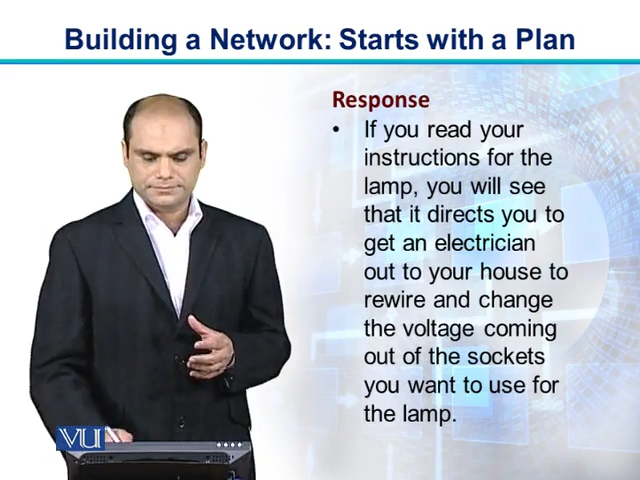 Building a Network: Starts with a Plan
Response
• If you read your
instructions for the
lamp, you will see
that it directs you to
get an electrician
out to your house to
rewire and change
the voltage coming
out of the sockets
you want to use for
the lamp.
VU